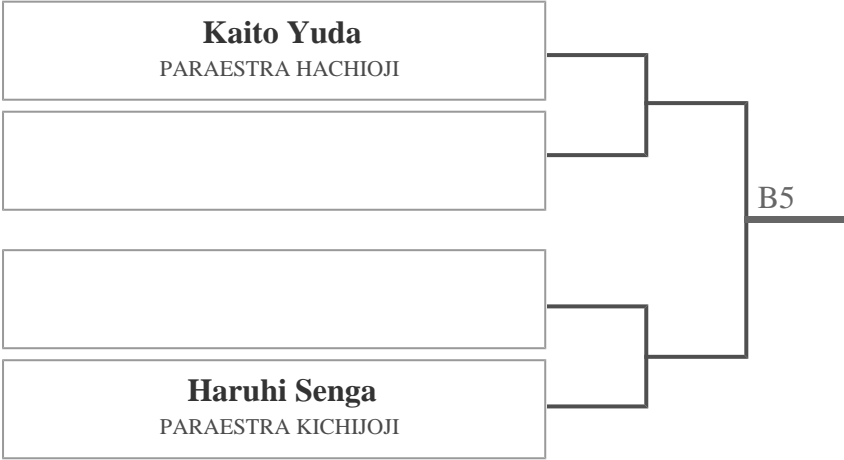 Kaito Yuda
PARAESTRA HACHIOJI
B5
Haruhi Senga
PARAESTRA KICHIJOJI